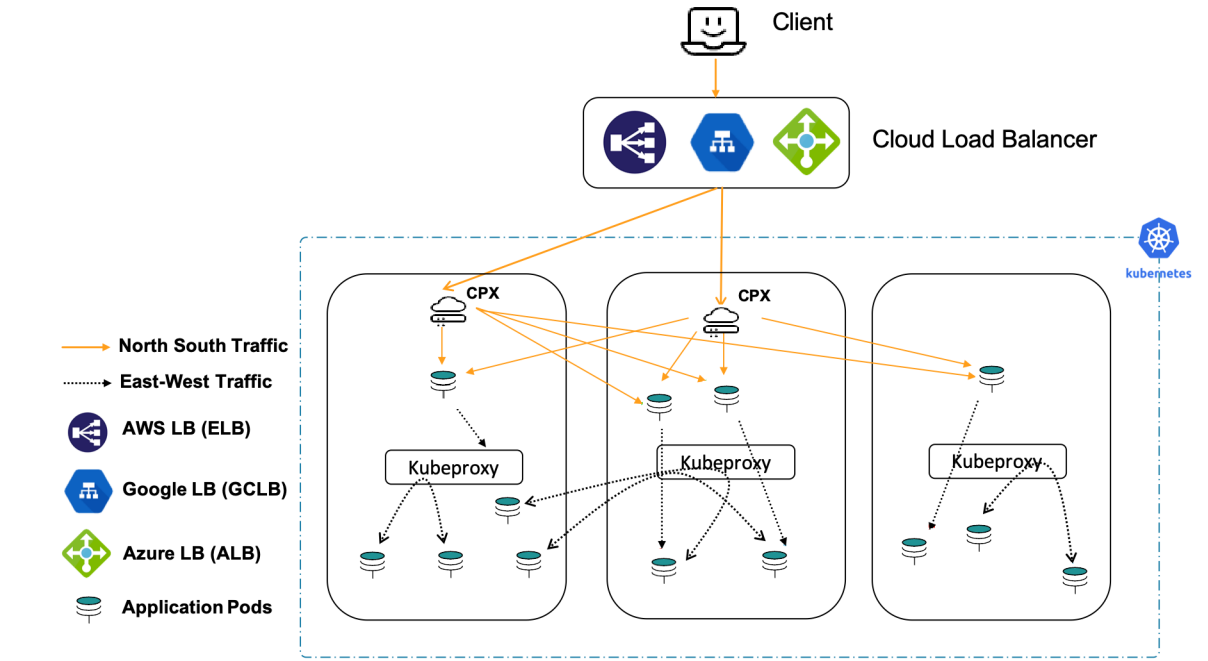 Client
Cloud Load Balancer
kubernetes
CPX
CPX
North South Traffic
East-West Traffic
AWS LB (ELB)
Google LB (GCLB)
Azure LB (ALB)
Application Pods
Kubeproxy
Kubeproxy
Kubeproxy